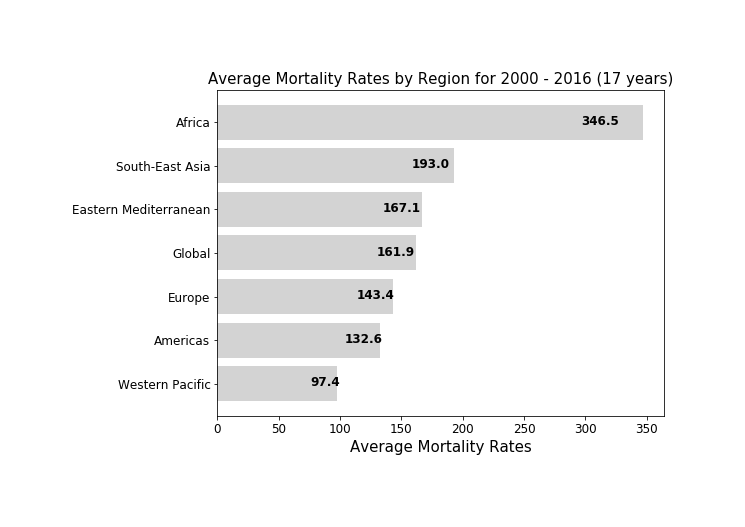 Average Mortality Rates by Region for 2000 - 2016 (17 years)
Africa 346.5
South-East Asia 193.0
Eastern Mediterranean 167.1
Global 161.9
Europe 143.4
Americas 132.6
Western Pacific 97.4
0 50 100 150 200 250 300 350
Average Mortality Rates